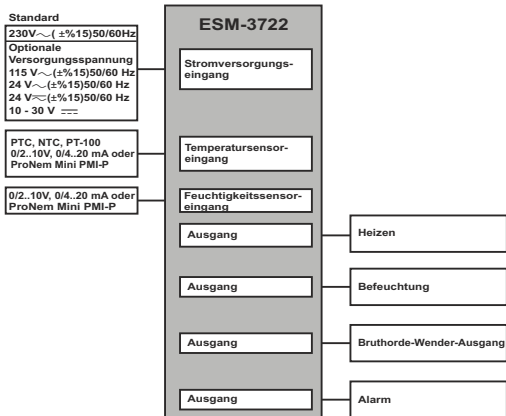 Standard
230V～( ±%15)50/60Hz
Optionale
Versorgungsspannung
115 V～(±%15)50/60 Hz
24 V～(±%15)50/60 Hz
24 V⏦(±%15)50/60 Hz
10 - 30 V ⎓
PTC, NTC, PT-100
0/2..10V, 0/4..20 mA oder
ProNem Mini PMI-P
0/2..10V, 0/4..20 mA oder
ProNem Mini PMI-P
ESM-3722
Stromversorgungs-
eingang
Temperatursensor-
eingang
Feuchtigkeitssensor-
eingang
Ausgang
Heizen
Ausgang
Befeuchtung
Ausgang
Bruthorde-Wender-Ausgang
Ausgang
Alarm